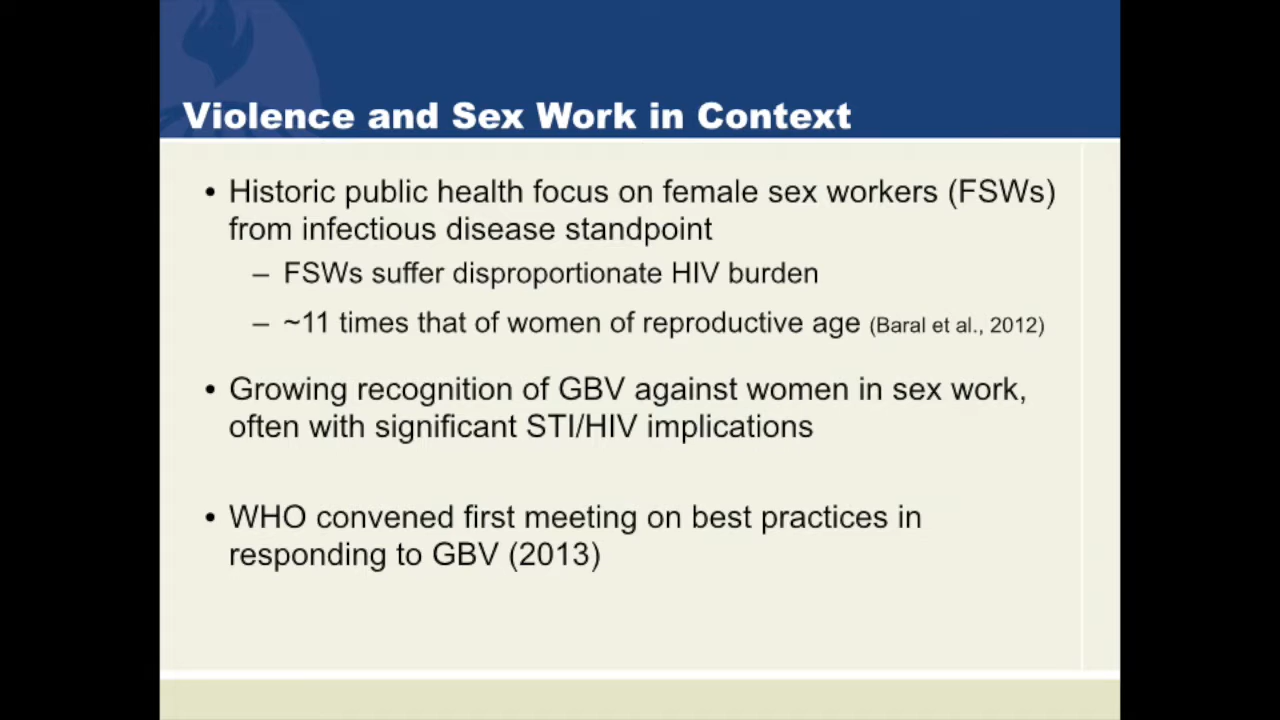 Violence and Sex Work in Context
• Historic public health focus on female sex workers (FSWs)
from infectious disease standpoint
– FSWs suffer disproportionate HIV burden
– ~11 times that of women of reproductive age (Baral et al., 2012)
• Growing recognition of GBV against women in sex work,
often with significant STI/HIV implications
• WHO convened first meeting on best practices in
responding to GBV (2013)